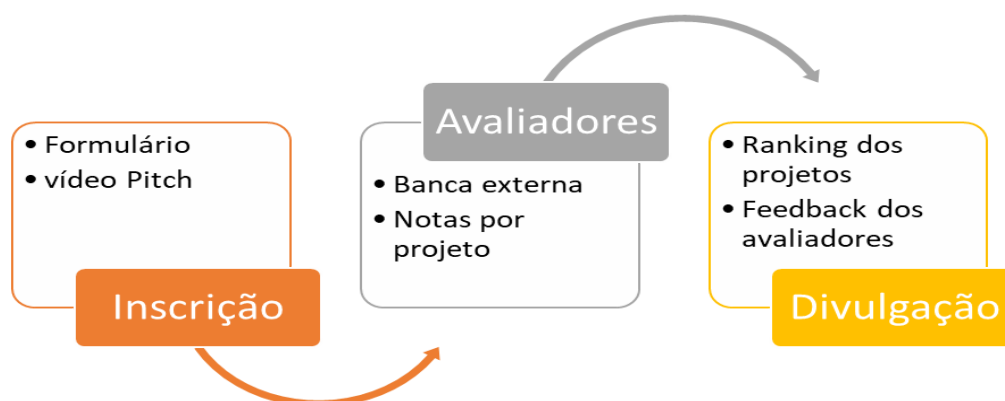 • Formulário
• vídeo Pitch
Inscrição
Avaliadores
• Banca externa
• Notas por
projeto
• Ranking dos
projetos
• Feedback dos
avaliadores
Divulgação